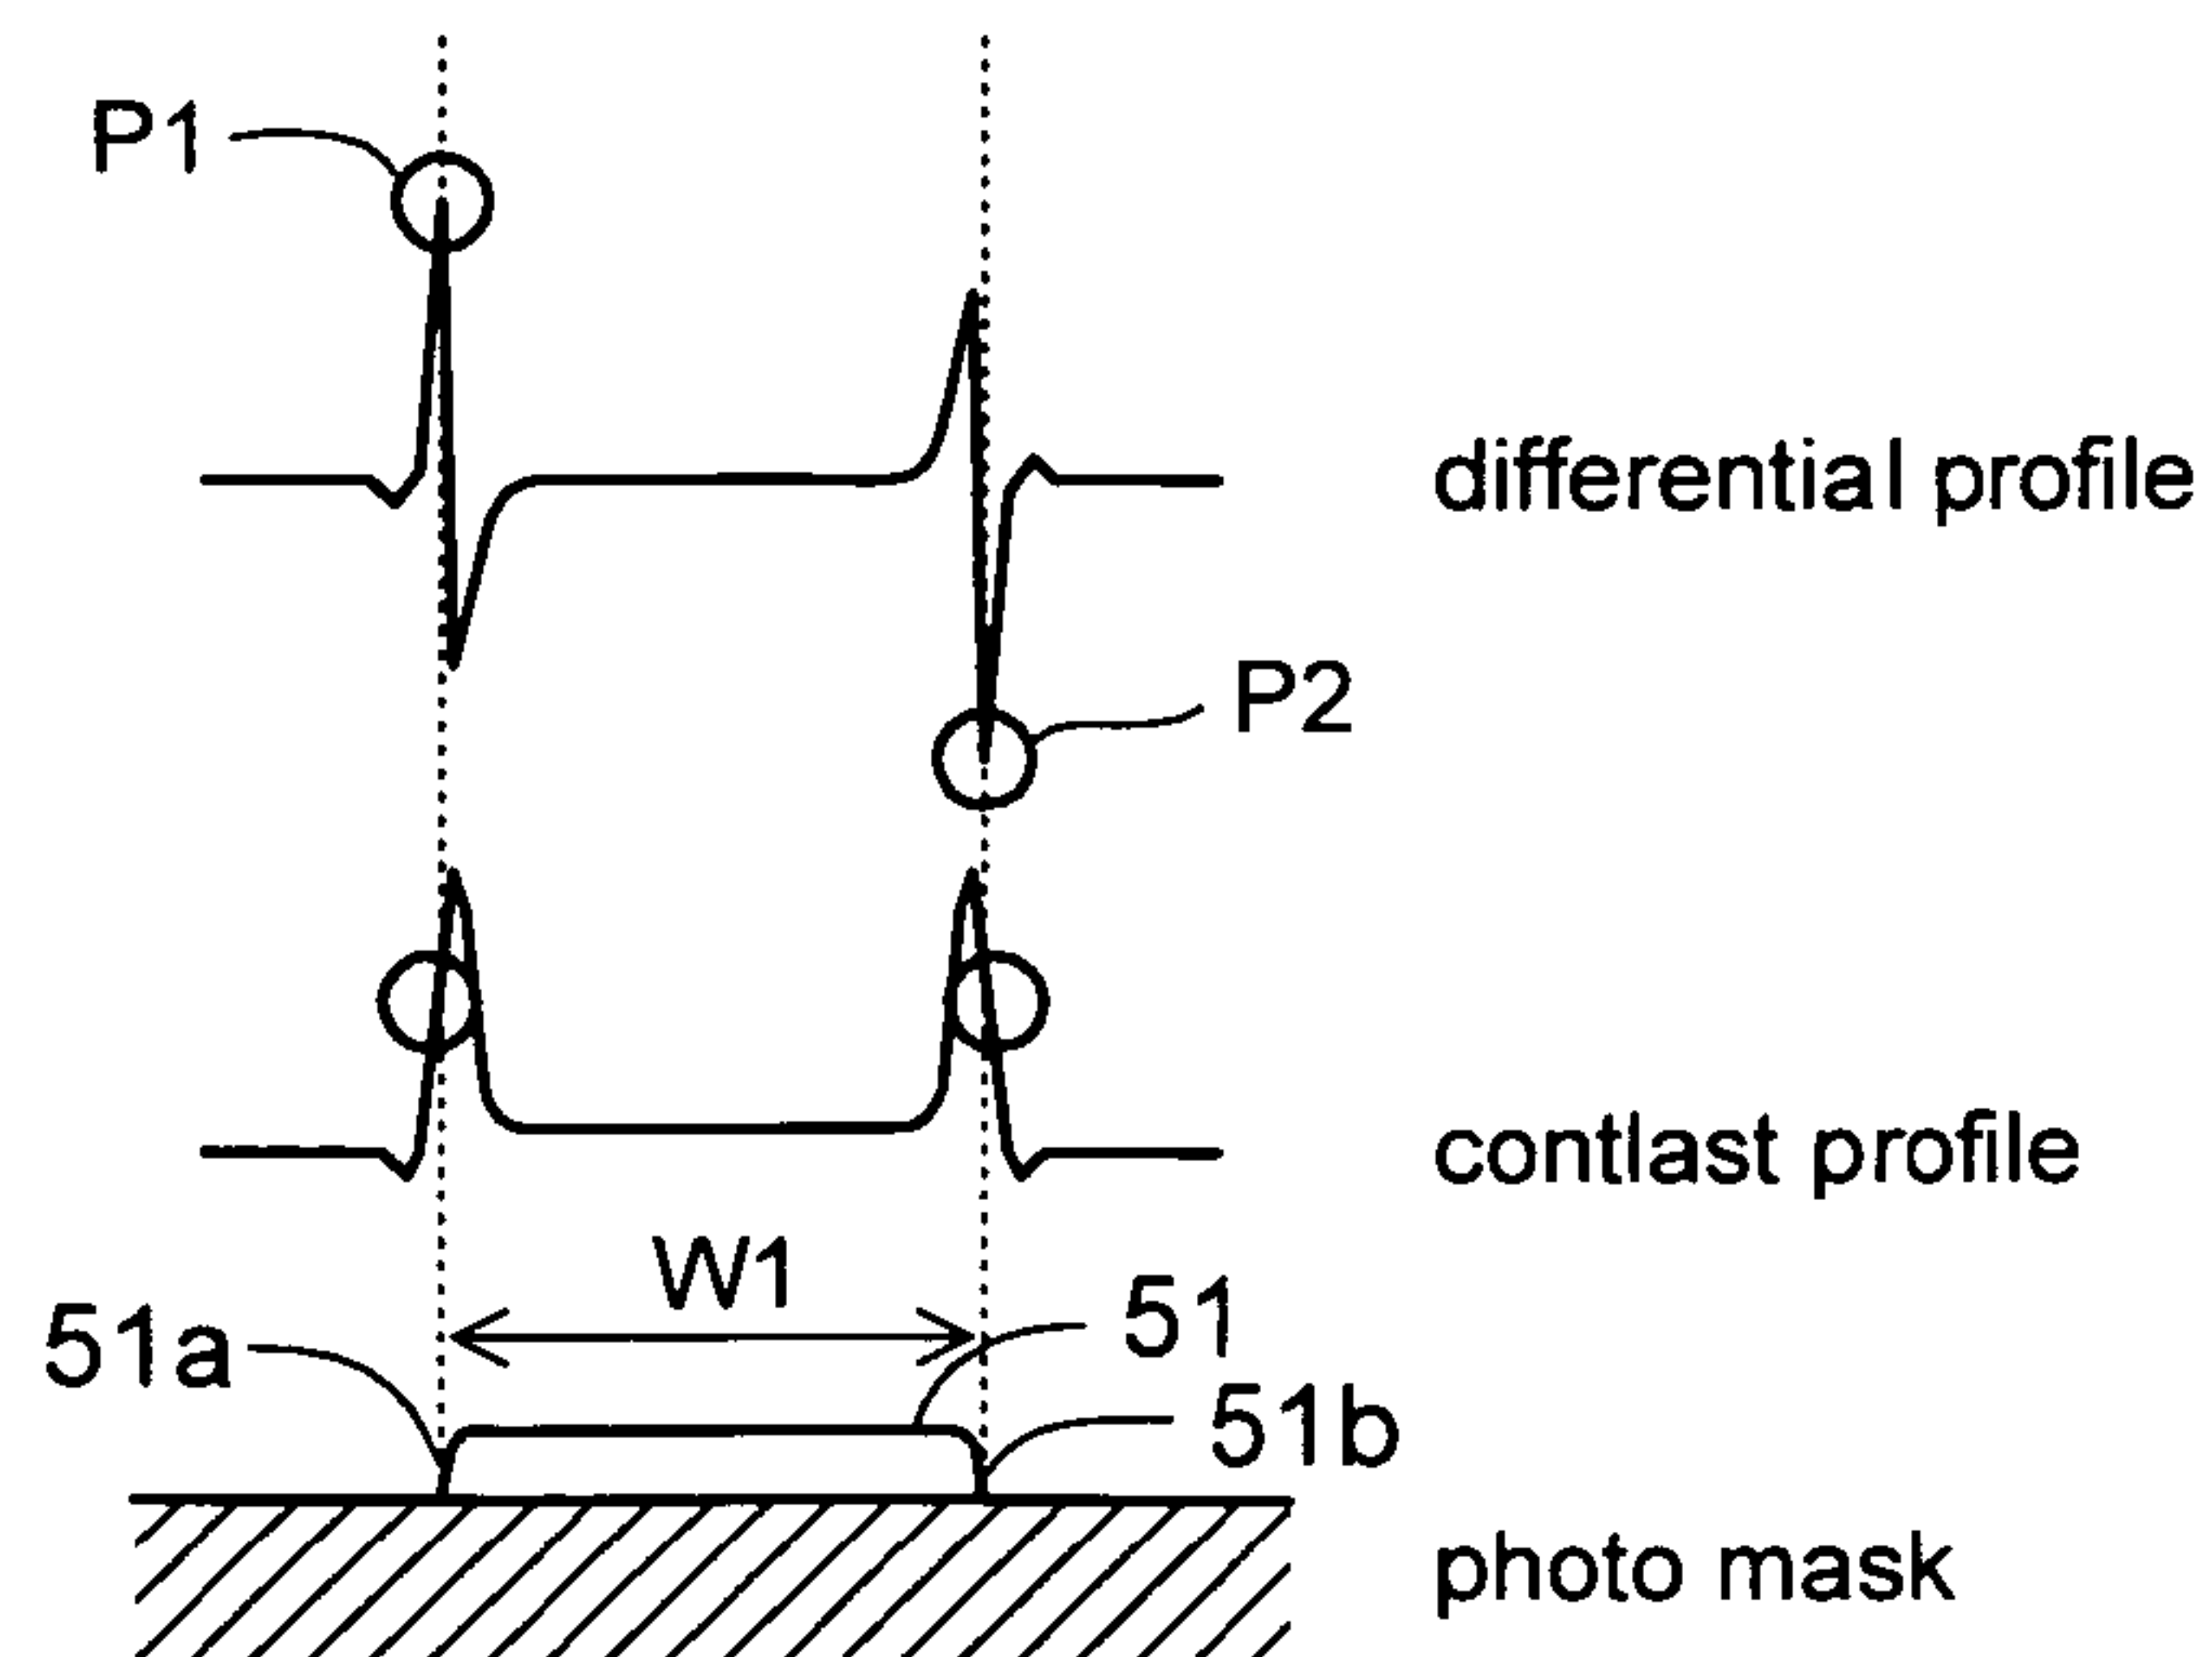 P1
differential profile
P2
contlast profile
W1
51
51a
51b
photo mask